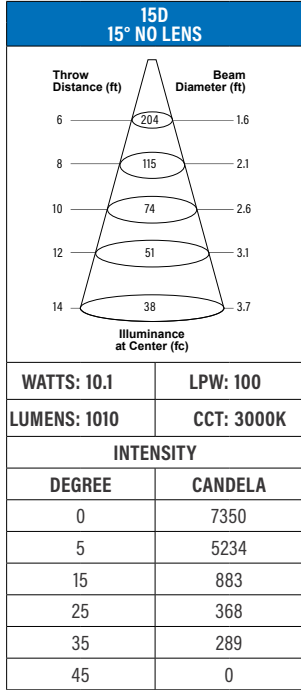 15D
15° NO LENS
Throw Beam
Distance (ft) Diameter (ft)
6 204 1.6
8 115 2.1
10 74 2.6
12 51 3.1
14 38 3.7
Illuminance
at Center (fc)
WATTS: 10.1 LPW: 100
LUMENS: 1010 CCT: 3000K
INTENSITY
DEGREE CANDELA
0 7350
5 5234
15 883
25 368
35 289
45 0